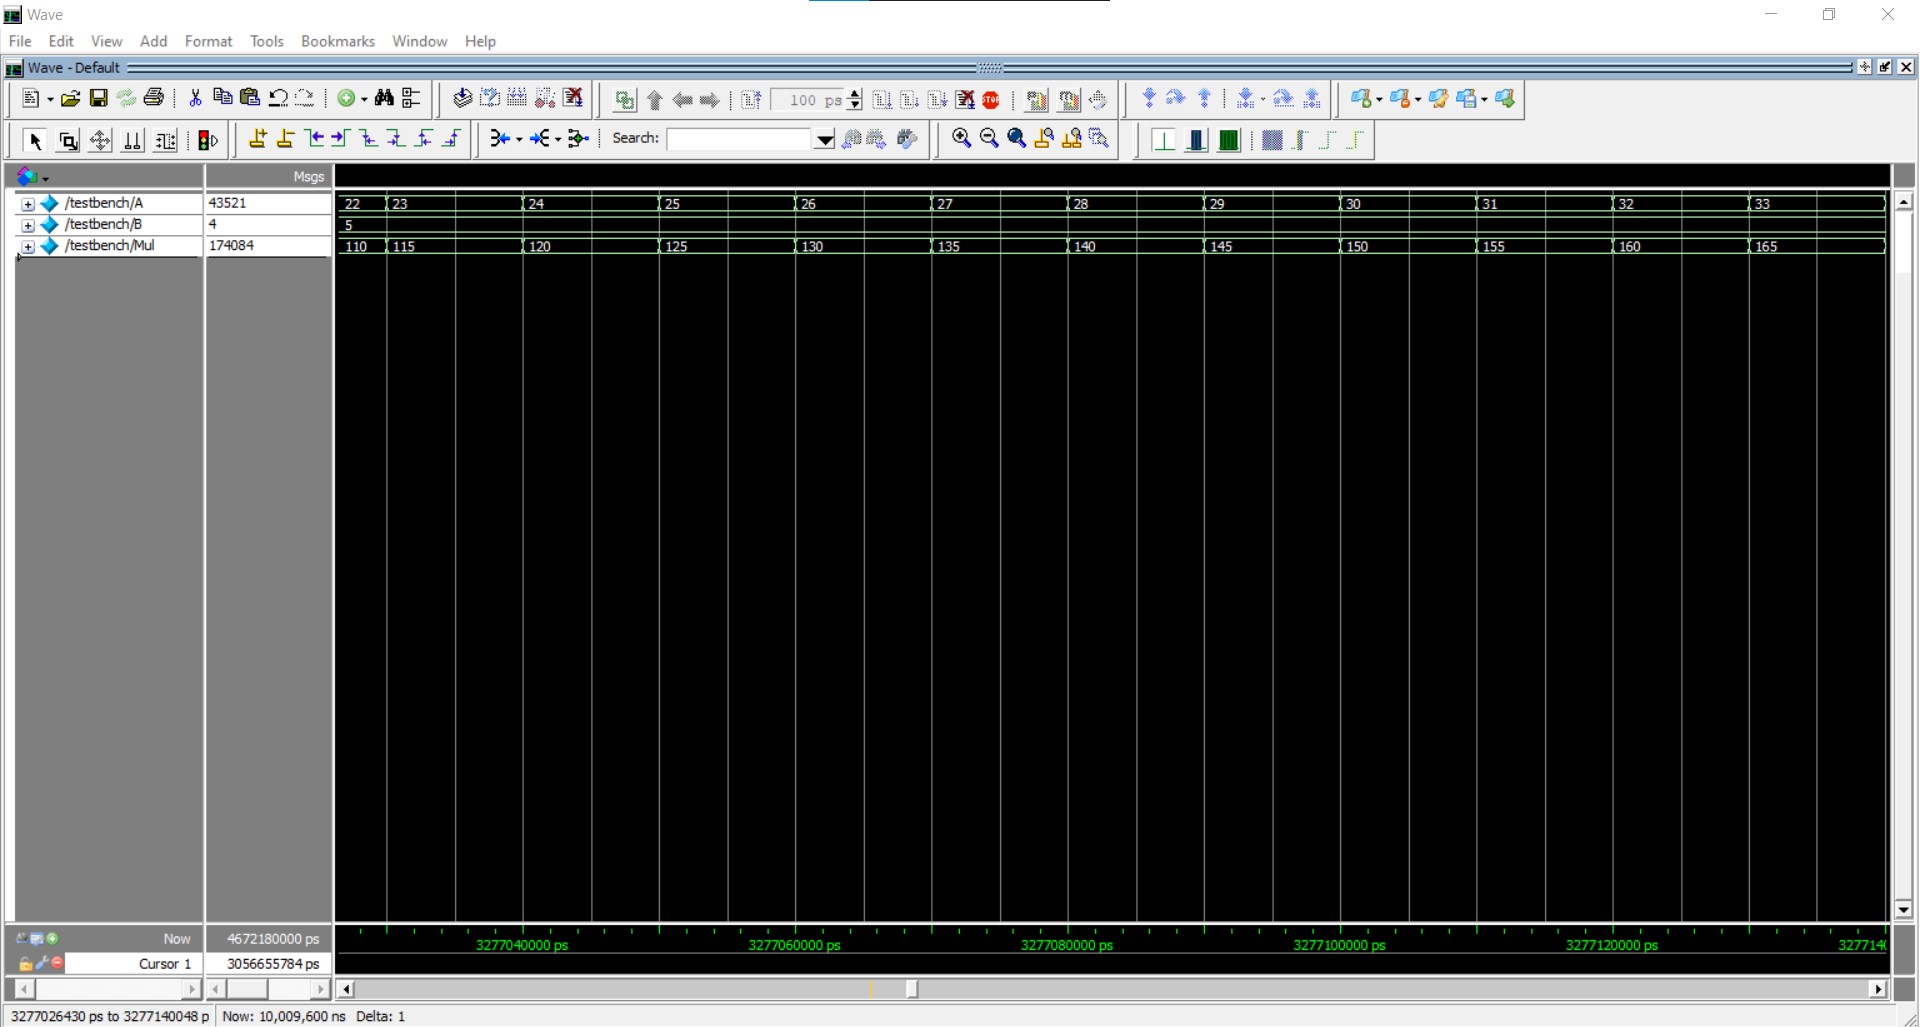 Wave
File Edit View Add Format Tools Bookmarks Window Help
Wave - Default
100 ps STOP
Search:
Msgs
/testbench/A 43521 22 23 24 25 26 27 28 29 30 31 32 33
/testbench/B 4 5
/testbench/Mul 174084 110 115 120 125 130 135 140 145 150 155 160 165
Now 4672180000 ps 3277040000 ps 3277060000 ps 3277080000 ps 3277100000 ps 3277120000 ps 327714
Cursor 1 3056655784 ps
3277026430 ps to 3277140048 p Now: 10,009,600 ns Delta: 1